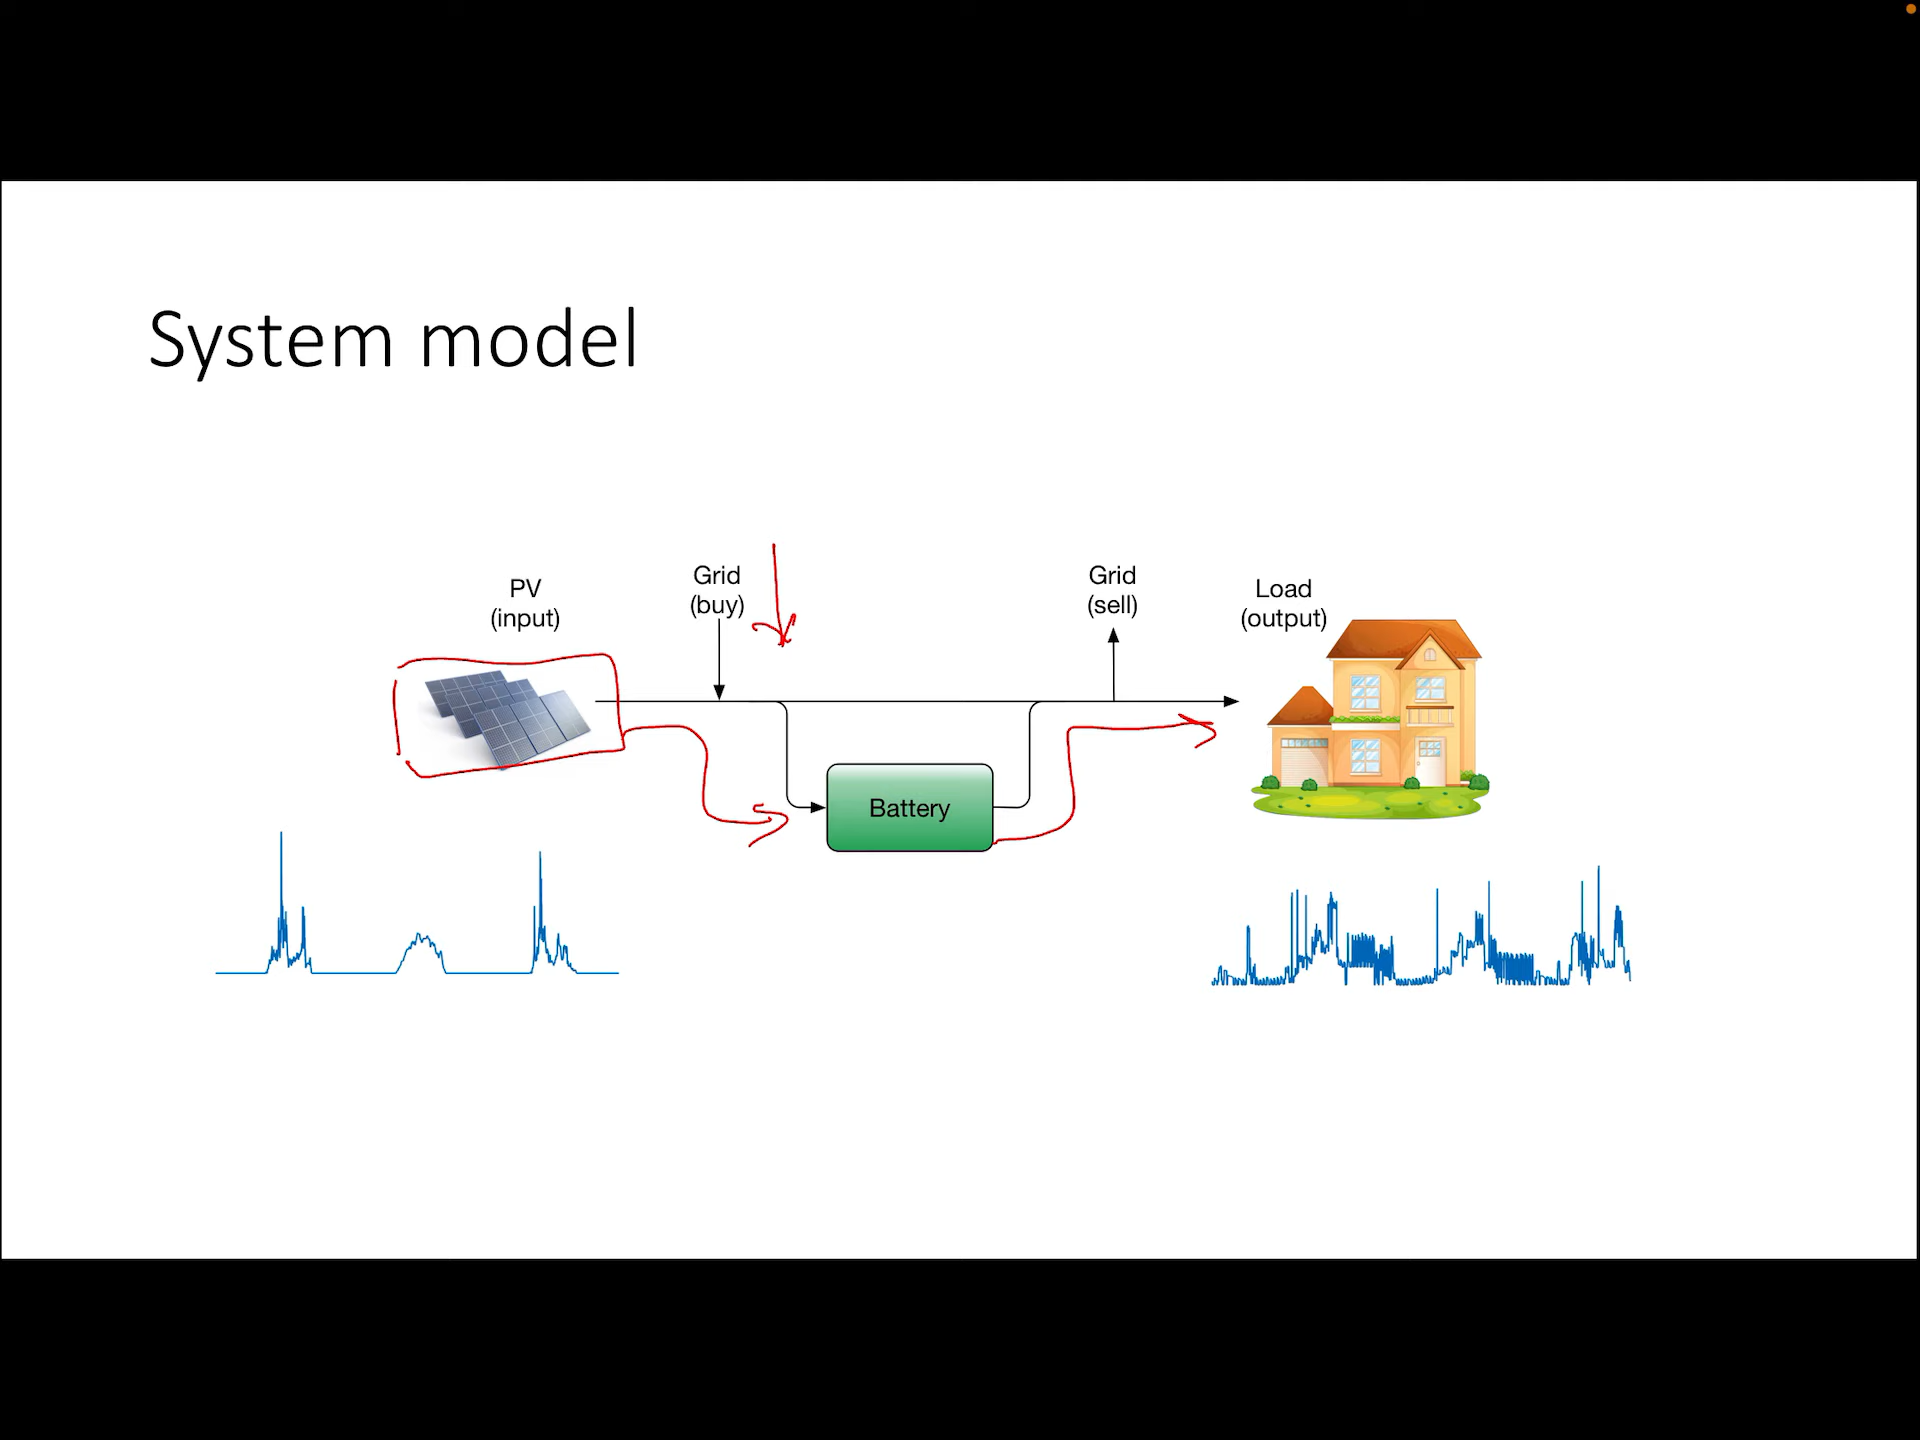 System model
PV
(input)
Grid
(buy)
Grid
(sell)
Load
(output)
Battery